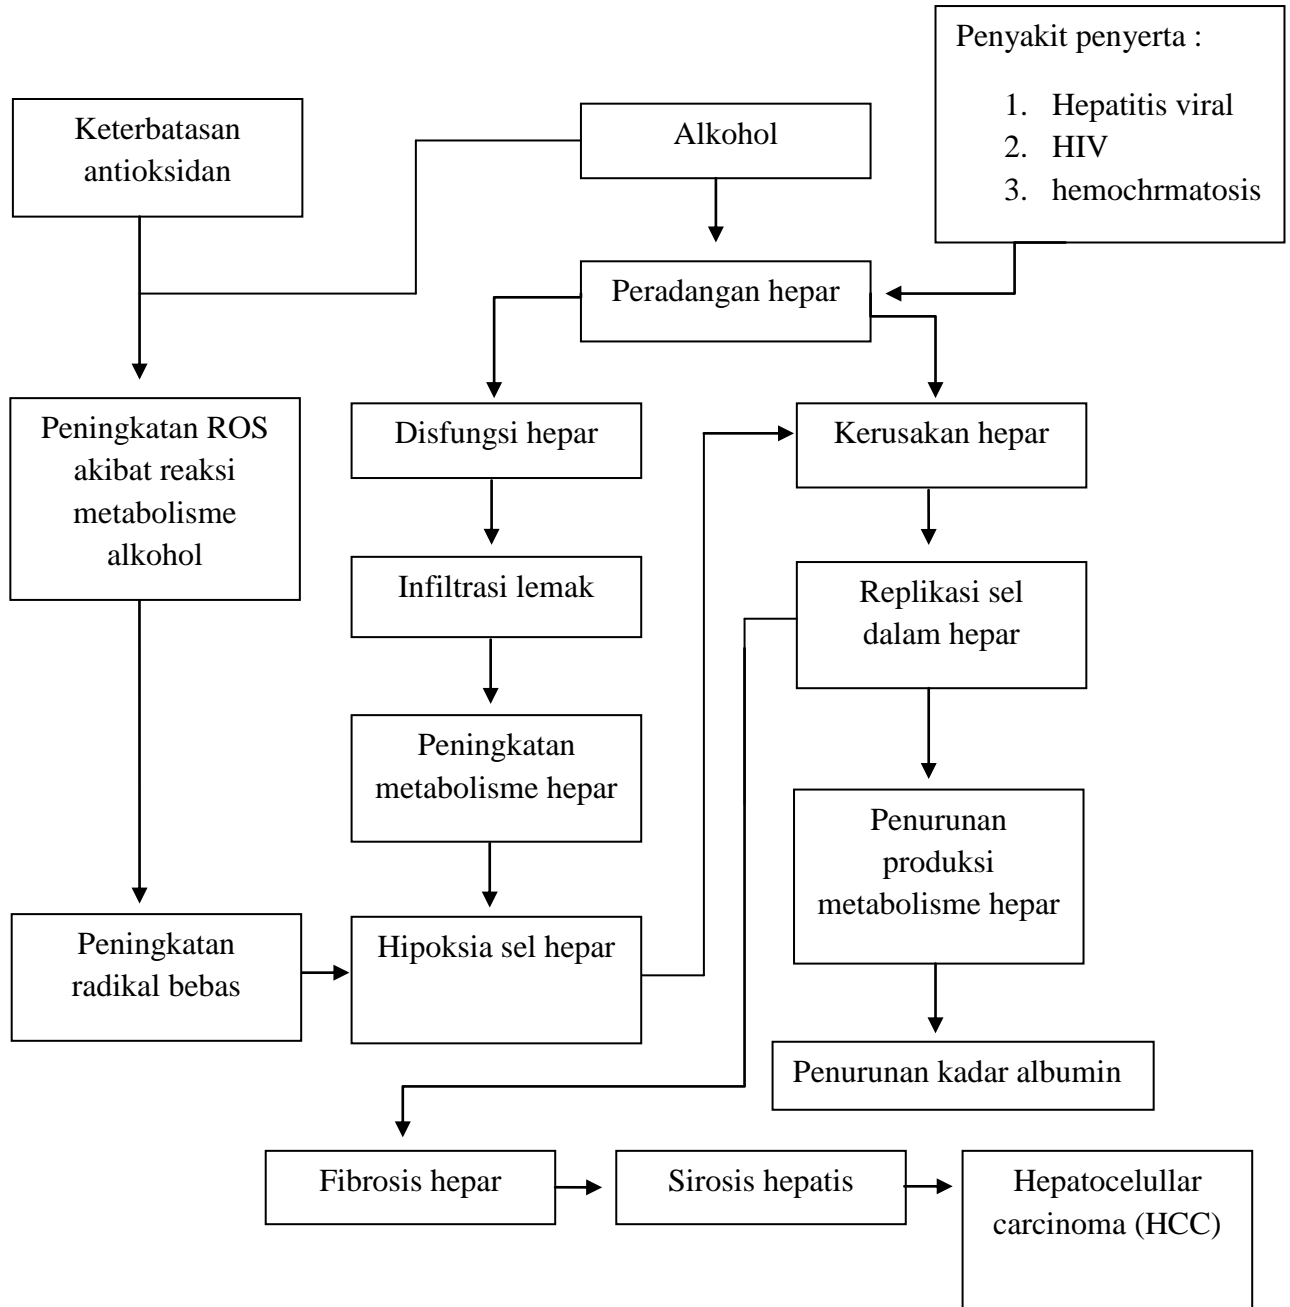 Penyakit penyerta :
1. Hepatitis viral
2. HIV
3. hemochrmatosis
Keterbatasan
antioksidan
Alkohol
Peradangan hepar
Peningkatan ROS
akibat reaksi
metabolisme
alkohol
Disfungsi hepar
Kerusakan hepar
Infiltrasi lemak
Replikasi sel
dalam hepar
Peningkatan
metabolisme hepar
Penurunan
produksi
metabolisme hepar
Peningkatan
radikal bebas
Hipoksia sel hepar
Penurunan kadar albumin
Fibrosis hepar
Sirosis hepatis
Hepatocelullar
carcinoma (HCC)